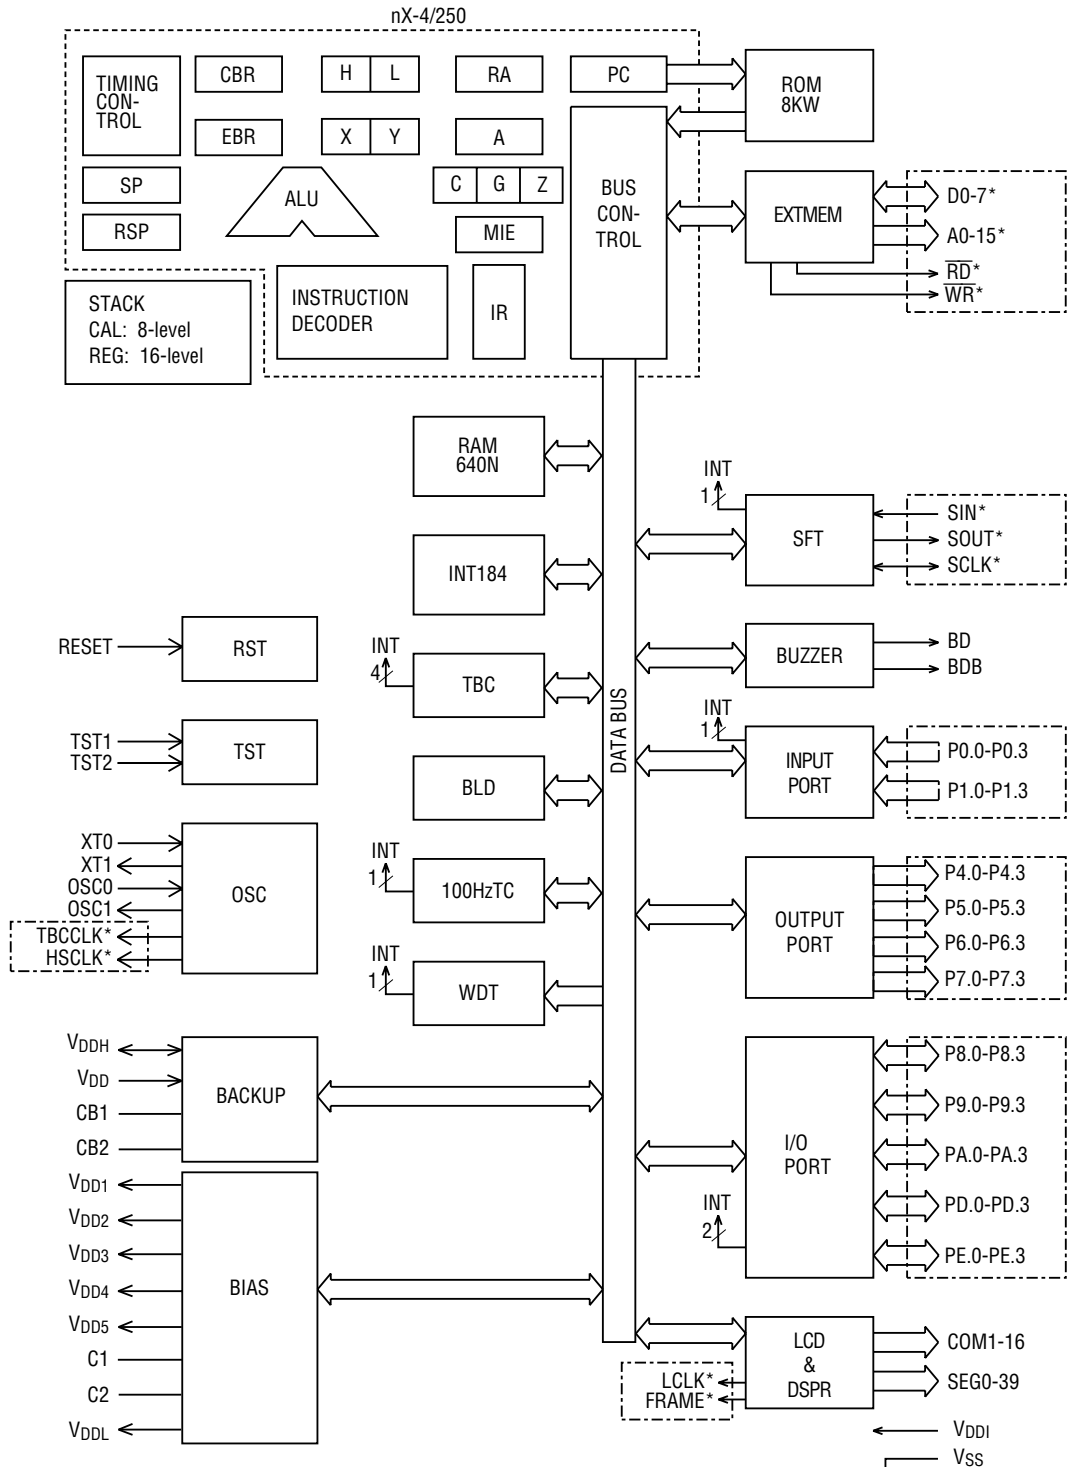 nX-4/250
TIMING
CON-
TROL
CBR
H L
RA
PC
ROM
8KW
EBR
X Y
A
SP
ALU
C G Z
BUS
CON-
TROL
EXTMEM
D0-7*
A0-15*
RD*
WR*
RSP
MIE
STACK
CAL: 8-level
REG: 16-level
INSTRUCTION
DECODER
IR
RAM
640N
INT
1
SFT
SIN*
SOUT*
SCLK*
INT184
RESET
RST
INT
4
TBC
BUZZER
BD
BDB
DATA BUS
TST1
TST2
TST
BLD
INT
1
INPUT
PORT
P0.0-P0.3
P1.0-P1.3
XT0
XT1
OSC0
OSC1
TBCCLK*
HSCLK*
OSC
INT
1
100HzTC
OUTPUT
PORT
P4.0-P4.3
P5.0-P5.3
P6.0-P6.3
P7.0-P7.3
INT
1
WDT
VDDH
VDD
CB1
CB2
BACKUP
I/O
PORT
P8.0-P8.3
P9.0-P9.3
PA.0-PA.3
PD.0-PD.3
PE.0-PE.3
INT
2
VDD1
VDD2
VDD3
VDD4
VDD5
C1
C2
VDDL
BIAS
LCD
&
DSPR
COM1-16
SEG0-39
LCLK*
FRAME*
VDDI
VSS